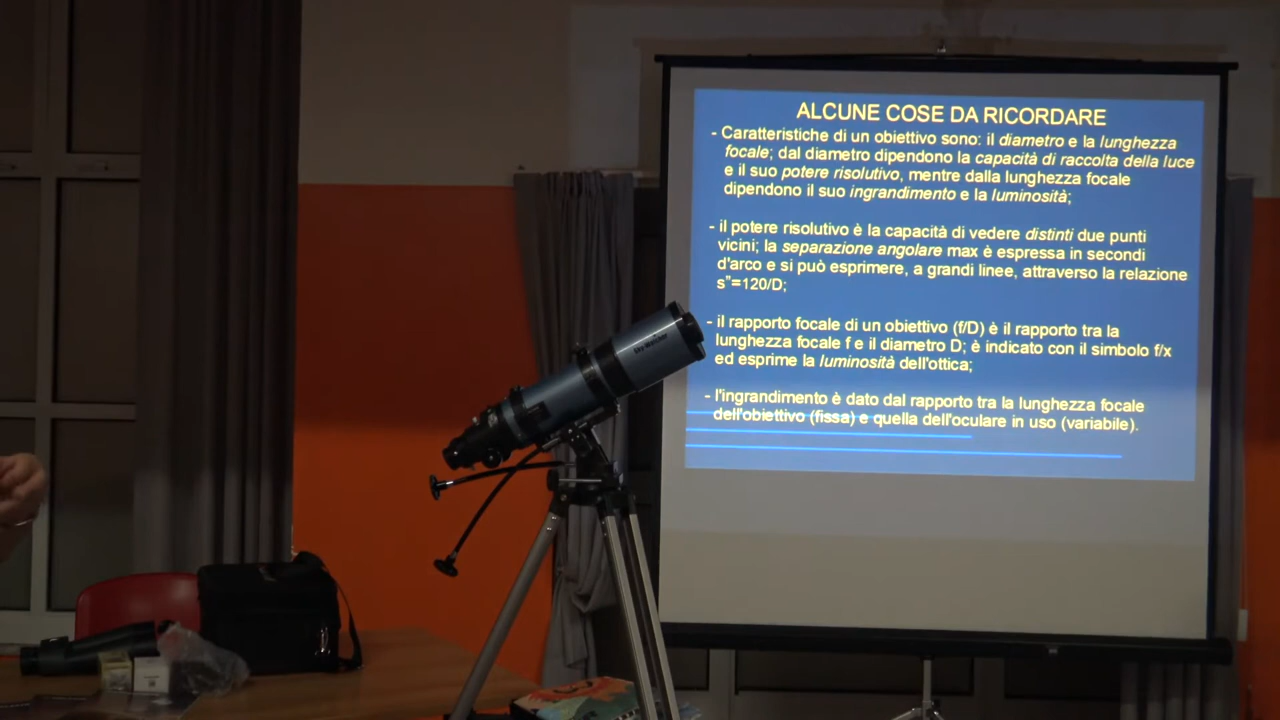 ALCUNE COSE DA RICORDARE
- Caratteristiche di un obiettivo sono: il diametro e la lunghezza
focale; dal diametro dipendono la capacità di raccolta della luce
e il suo potere risolutivo, mentre dalla lunghezza focale
dipendono il suo ingrandimento e la luminosità;
- il potere risolutivo è la capacità di vedere distinti due punti
vicini; la separazione angolare max è espressa in secondi
d'arco e si può esprimere, a grandi linee, attraverso la relazione
s"=120/D;
- il rapporto focale di un obiettivo (f/D) è il rapporto tra la
lunghezza focale f e il diametro D; è indicato con il simbolo f/x
ed esprime la luminosità dell'ottica;
- l'ingrandimento è dato dal rapporto tra la lunghezza focale
dell'obiettivo (fissa) e quella dell'oculare in uso (variabile).
Sky-Watcher